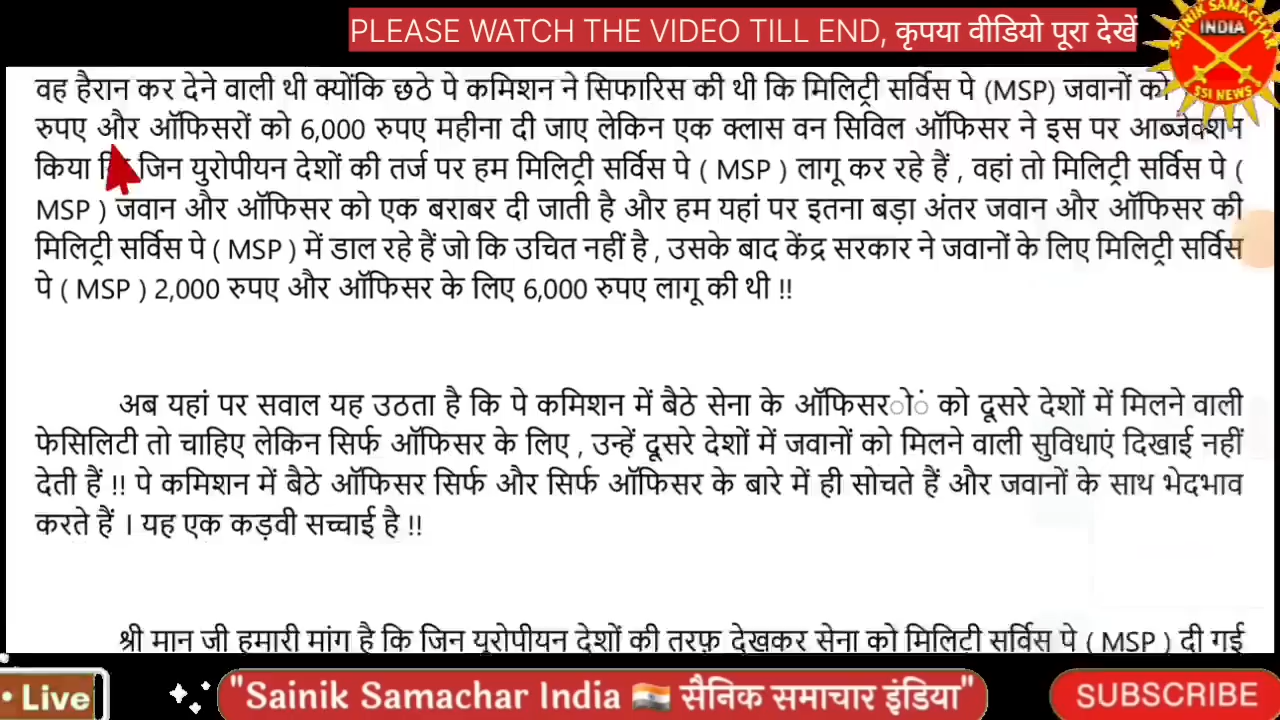 PLEASE WATCH THE VIDEO TILL END, कृपया वीडियो पूरा देखें
SAINIK SAMACHAR
INDIA
SSI NEWS
वह हैरान कर देने वाली थी क्योंकि छठे पे कमिशन ने सिफारिस की थी कि मिलिट्री सर्विस पे (MSP) जवानों को
रुपए और ऑफिसरों को 6,000 रुपए महीना दी जाए लेकिन एक क्लास वन सिविल ऑफिसर ने इस पर आब्जेक्शन
किया जिन युरोपीयन देशों की तर्ज पर हम मिलिट्री सर्विस पे ( MSP ) लागू कर रहे हैं , वहां तो मिलिट्री सर्विस पे (
MSP ) जवान और ऑफिसर को एक बराबर दी जाती है और हम यहां पर इतना बड़ा अंतर जवान और ऑफिसर की
मिलिट्री सर्विस पे ( MSP ) में डाल रहे हैं जो कि उचित नहीं है , उसके बाद केंद्र सरकार ने जवानों के लिए मिलिट्री सर्विस
पे ( MSP ) 2,000 रुपए और ऑफिसर के लिए 6,000 रुपए लागू की थी !!
अब यहां पर सवाल यह उठता है कि पे कमिशन में बैठे सेना के ऑफिसरोंं को दूसरे देशों में मिलने वाली
फेसिलिटी तो चाहिए लेकिन सिर्फ ऑफिसर के लिए , उन्हें दूसरे देशों में जवानों को मिलने वाली सुविधाएं दिखाई नहीं
देती हैं !! पे कमिशन में बैठे ऑफिसर सिर्फ और सिर्फ ऑफिसर के बारे में ही सोचते हैं और जवानों के साथ भेदभाव
करते हैं । यह एक कड़वी सच्चाई है !!
श्री मान जी हमारी मांग है कि जिन युरोपीयन देशों की तरफ़ देखकर सेना को मिलिट्री सर्विस पे ( MSP ) दी गई
• Live
"Sainik Samachar India 🇮🇳 सैनिक समाचार इंडिया"
SUBSCRIBE